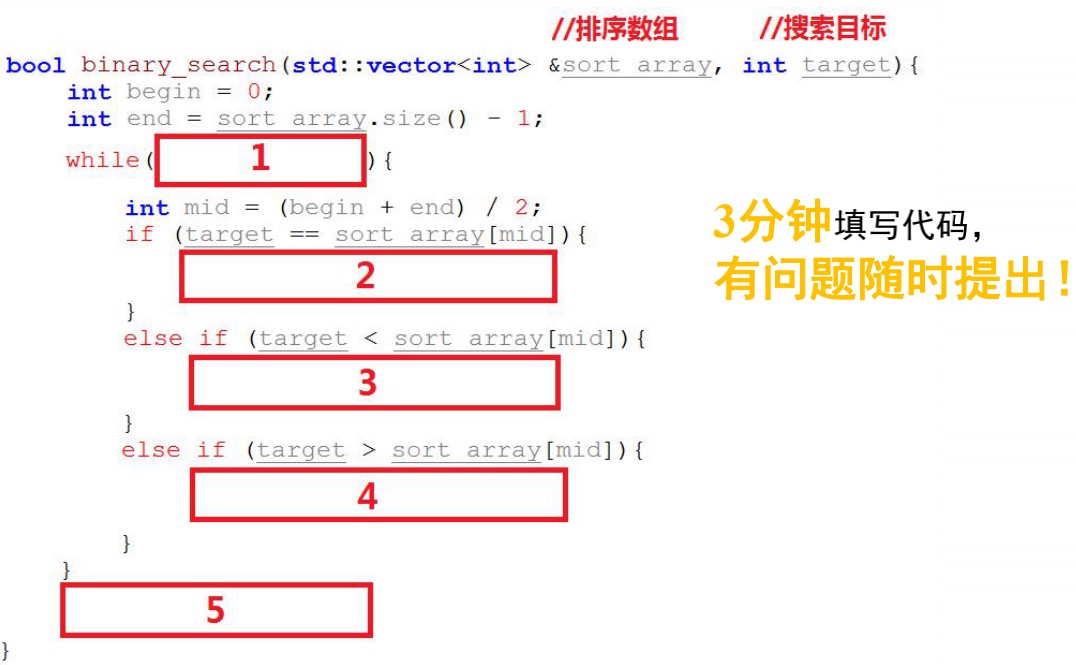 //排序数组 //搜索目标
bool binary_search(std::vector<int> &sort_array, int target){
int begin = 0;
int end = sort_array.size() - 1;
while( 1 ){
int mid = (begin + end) / 2;
if (target == sort_array[mid]){
3分钟填写代码，
2
有问题随时提出！
}
else if (target < sort_array[mid]){
3
}
else if (target > sort_array[mid]){
4
}
}
5
}